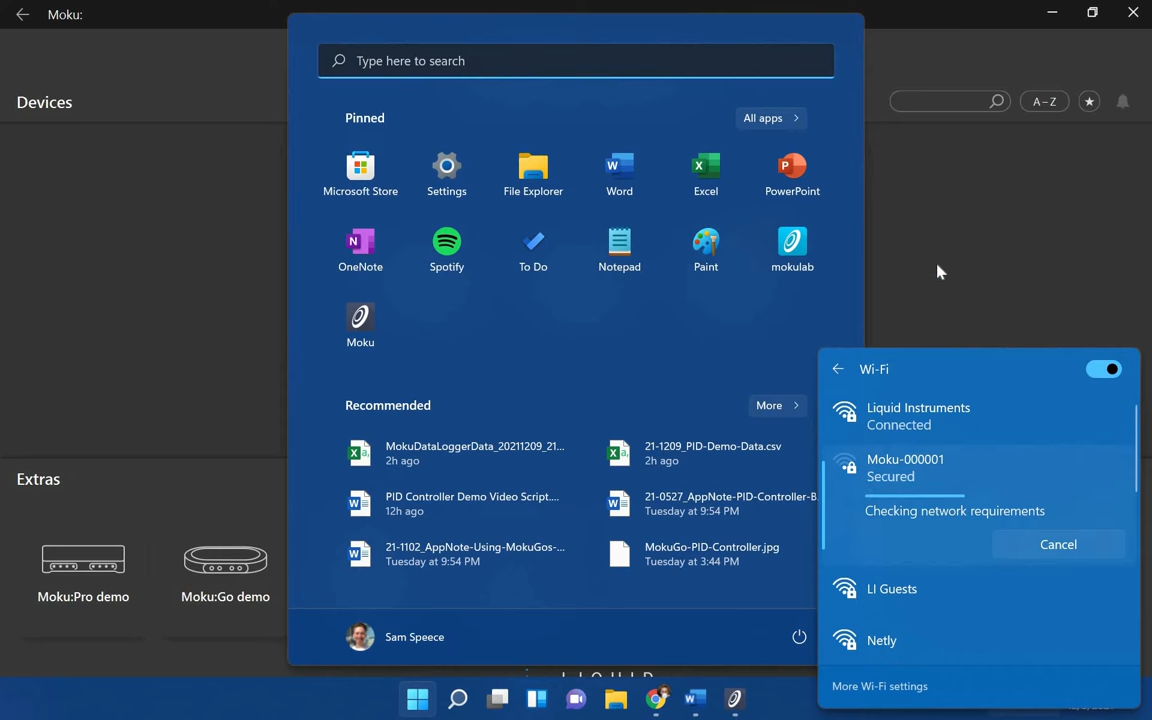 Moku:
Devices
A–Z
Type here to search
Pinned
All apps
Microsoft Store
Settings
File Explorer
Word
Excel
PowerPoint
OneNote
Spotify
To Do
Notepad
Paint
mokulab
Moku
Recommended
More
MokuDataLoggerData_20211209_21...
2h ago
21-1209_PID-Demo-Data.csv
2h ago
PID Controller Demo Video Script....
12h ago
21-0527_AppNote-PID-Controller-B
Tuesday at 9:54 PM
21-1102_AppNote-Using-MokuGos-...
Tuesday at 9:54 PM
MokuGo-PID-Controller.jpg
Tuesday at 3:44 PM
Sam Speece
Extras
Moku:Pro demo
Moku:Go demo
Wi-Fi
Liquid Instruments
Connected
Moku-000001
Secured
Checking network requirements
Cancel
LI Guests
Netly
More Wi-Fi settings